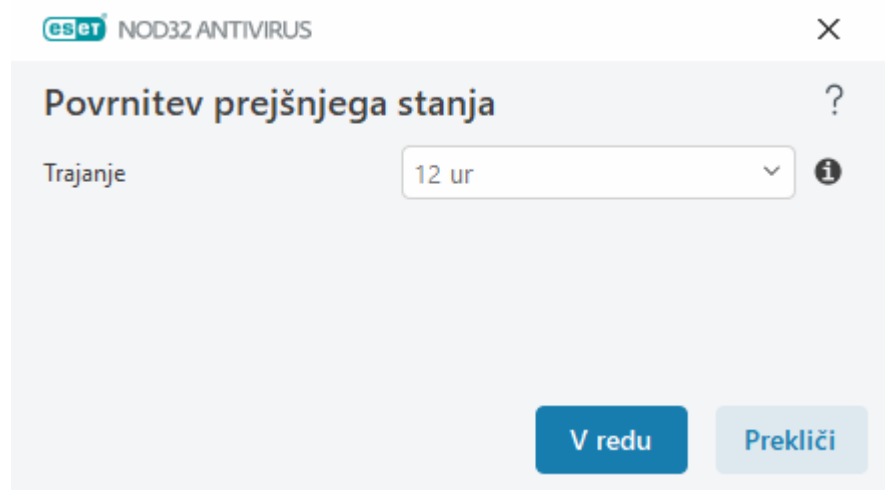 eset NOD32 ANTIVIRUS
Povrnitev prejšnjega stanja
?
Trajanje
12 ur
V redu
Prekliči